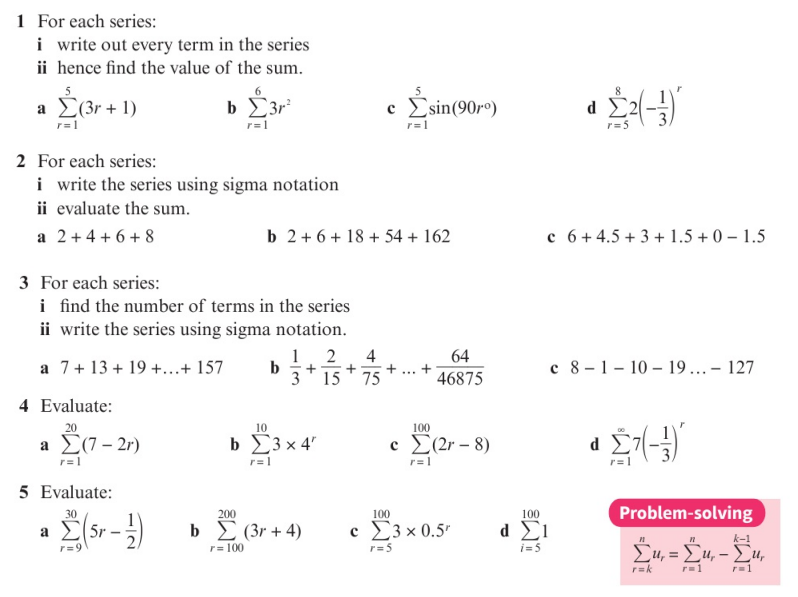 1 For each series:
i write out every term in the series
ii hence find the value of the sum.
a $\sum_{r=1}^{5}(3r + 1)$ b $\sum_{r=1}^{6}3r^2$ c $\sum_{r=1}^{5}\sin(90r^\circ)$ d $\sum_{r=5}^{8}2\left(-\frac{1}{3}\right)^r$
2 For each series:
i write the series using sigma notation
ii evaluate the sum.
a 2 + 4 + 6 + 8 b 2 + 6 + 18 + 54 + 162 c 6 + 4.5 + 3 + 1.5 + 0 – 1.5
3 For each series:
i find the number of terms in the series
ii write the series using sigma notation.
a 7 + 13 + 19 +…+ 157 b $\frac{1}{3} + \frac{2}{15} + \frac{4}{75} + ... + \frac{64}{46875}$ c 8 – 1 – 10 – 19 … – 127
4 Evaluate:
a $\sum_{r=1}^{20}(7 - 2r)$ b $\sum_{r=1}^{10}3 \times 4^r$ c $\sum_{r=1}^{100}(2r - 8)$ d $\sum_{r=1}^{\infty}7\left(-\frac{1}{3}\right)^r$
5 Evaluate:
a $\sum_{r=9}^{30}\left(5r - \frac{1}{2}\right)$ b $\sum_{r=100}^{200}(3r + 4)$ c $\sum_{r=5}^{100}3 \times 0.5^r$ d $\sum_{i=5}^{100}1$
Problem-solving
$\sum_{r=k}^{n}u_r = \sum_{r=1}^{n}u_r - \sum_{r=1}^{k-1}u_r$